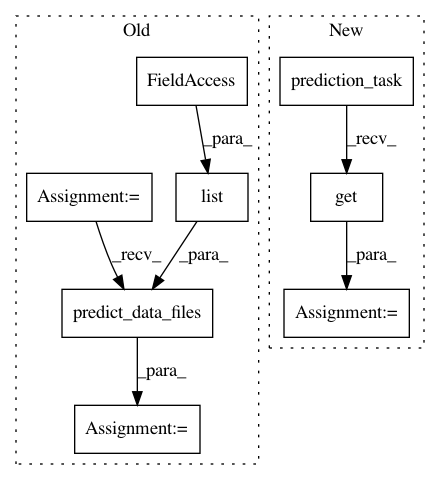 Old
New
FieldAccess
prediction_task
_para_
_recv_
Assignment:=
list
get
_recv_
_para_
_para_
predict_data_files
Assignment:=
_para_
Assignment:=